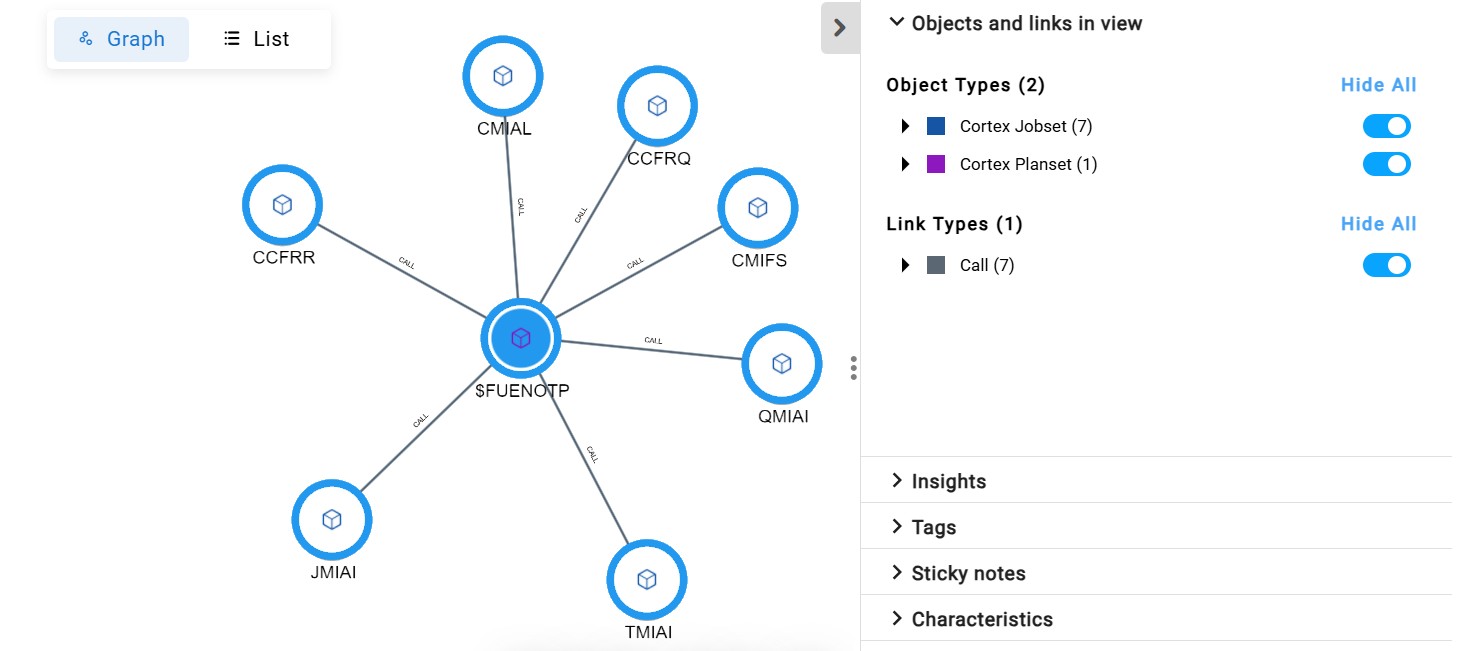 Graph
List
CMIAL
CCFRQ
CCFRR
CMIFS
CALL
CALL
CALL
CALL
CALL
$FUENOTP
QMIAI
CALL
CALL
JMIAI
TMIAI
Objects and links in view
Object Types (2) Hide All
Cortex Jobset (7)
Cortex Planset (1)
Link Types (1) Hide All
Call (7)
Insights
Tags
Sticky notes
Characteristics